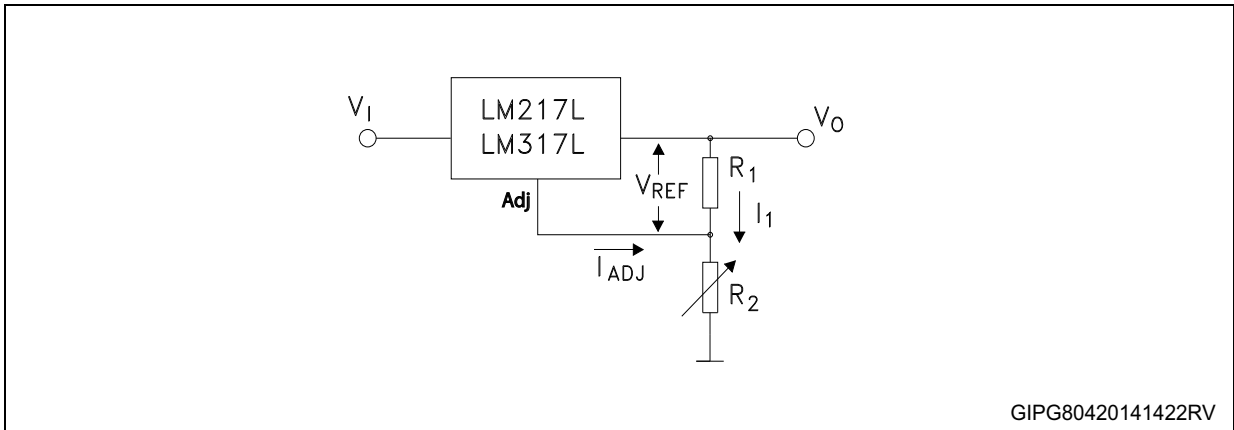 V_I
LM217L
LM317L
V_O
Adj
V_REF
R_1
I_1
I_ADJ
R_2
GIPG80420141422RV